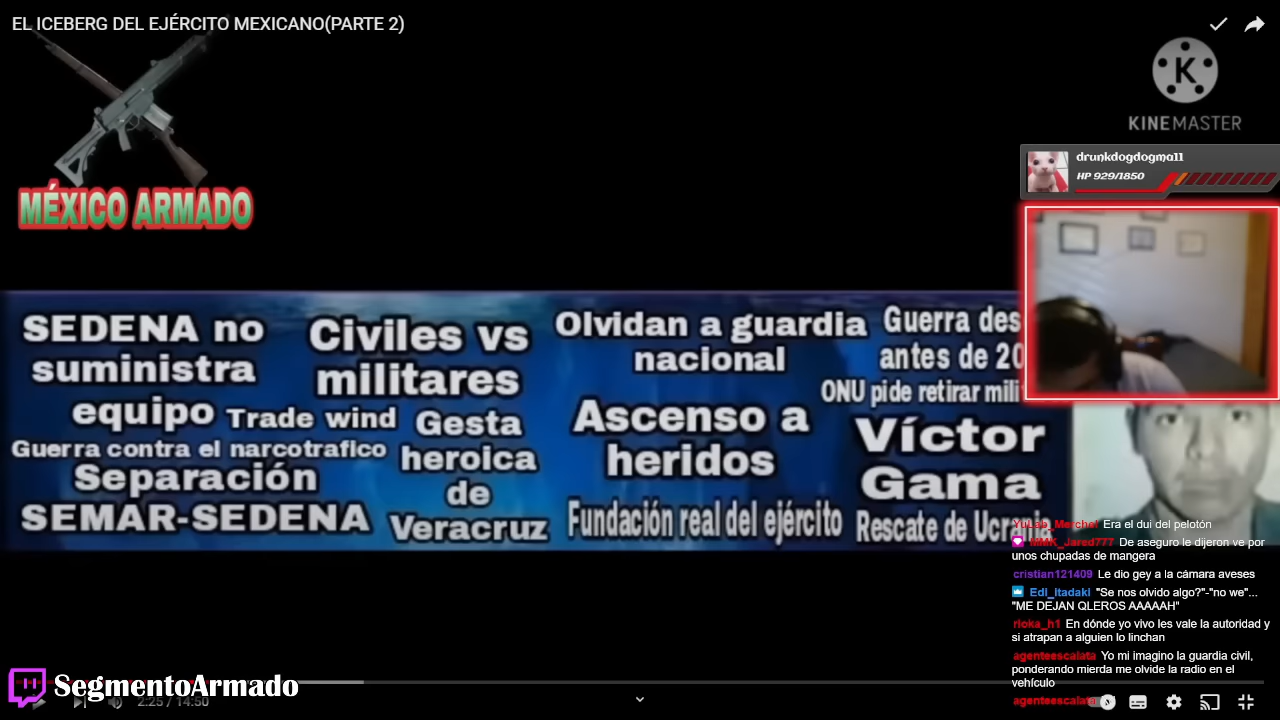 EL ICEBERG DEL EJÉRCITO MEXICANO(PARTE 2)
K
KINEMASTER
MÉXICO ARMADO
drunkdogdogma11
HP 929/1850
SEDENA no
suministra
equipo
Trade wind
Guerra contra el narcotrafico
Separación
SEMAR-SEDENA
Civiles vs
militares
Gesta
heroica
de
Veracruz
Olvidan a guardia
nacional
Ascenso a
heridos
Fundación real del ejército
Guerra des
antes de 20
ONU pide retirar mili
Víctor
Gama
Rescate de Ucrania
Era el dui del pelotón
MMK_Jared777 De aseguro le dijeron ve por
unos chupadas de mangera
cristian121409 Le dio gey a la cámara aveses
Edi_Itadaki "Se nos olvido algo?"-"no we"...
"ME DEJAN QLEROS AAAAAH"
rioka_h1 En dónde yo vivo les vale la autoridad y
si atrapan a alguien lo linchan
agenteescalata Yo mi imagino la guardia civil,
ponderando mierda me olvide la radio en el
vehículo
agenteescalata
SegmentoArmado
2:25 / 14:50